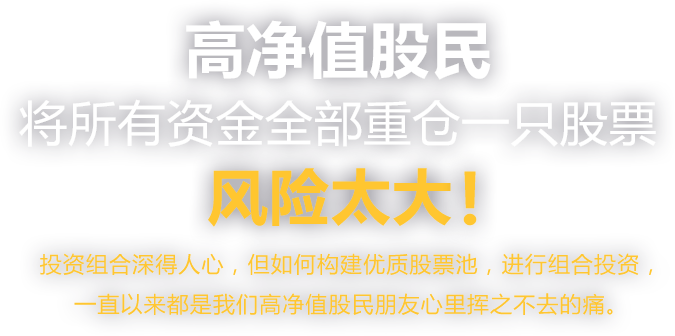 高净值股民
将所有资金全部重仓一只股票
风险太大！
投资组合深得人心，但如何构建优质股票池，进行组合投资，
一直以来都是我们高净值股民朋友心里挥之不去的痛。